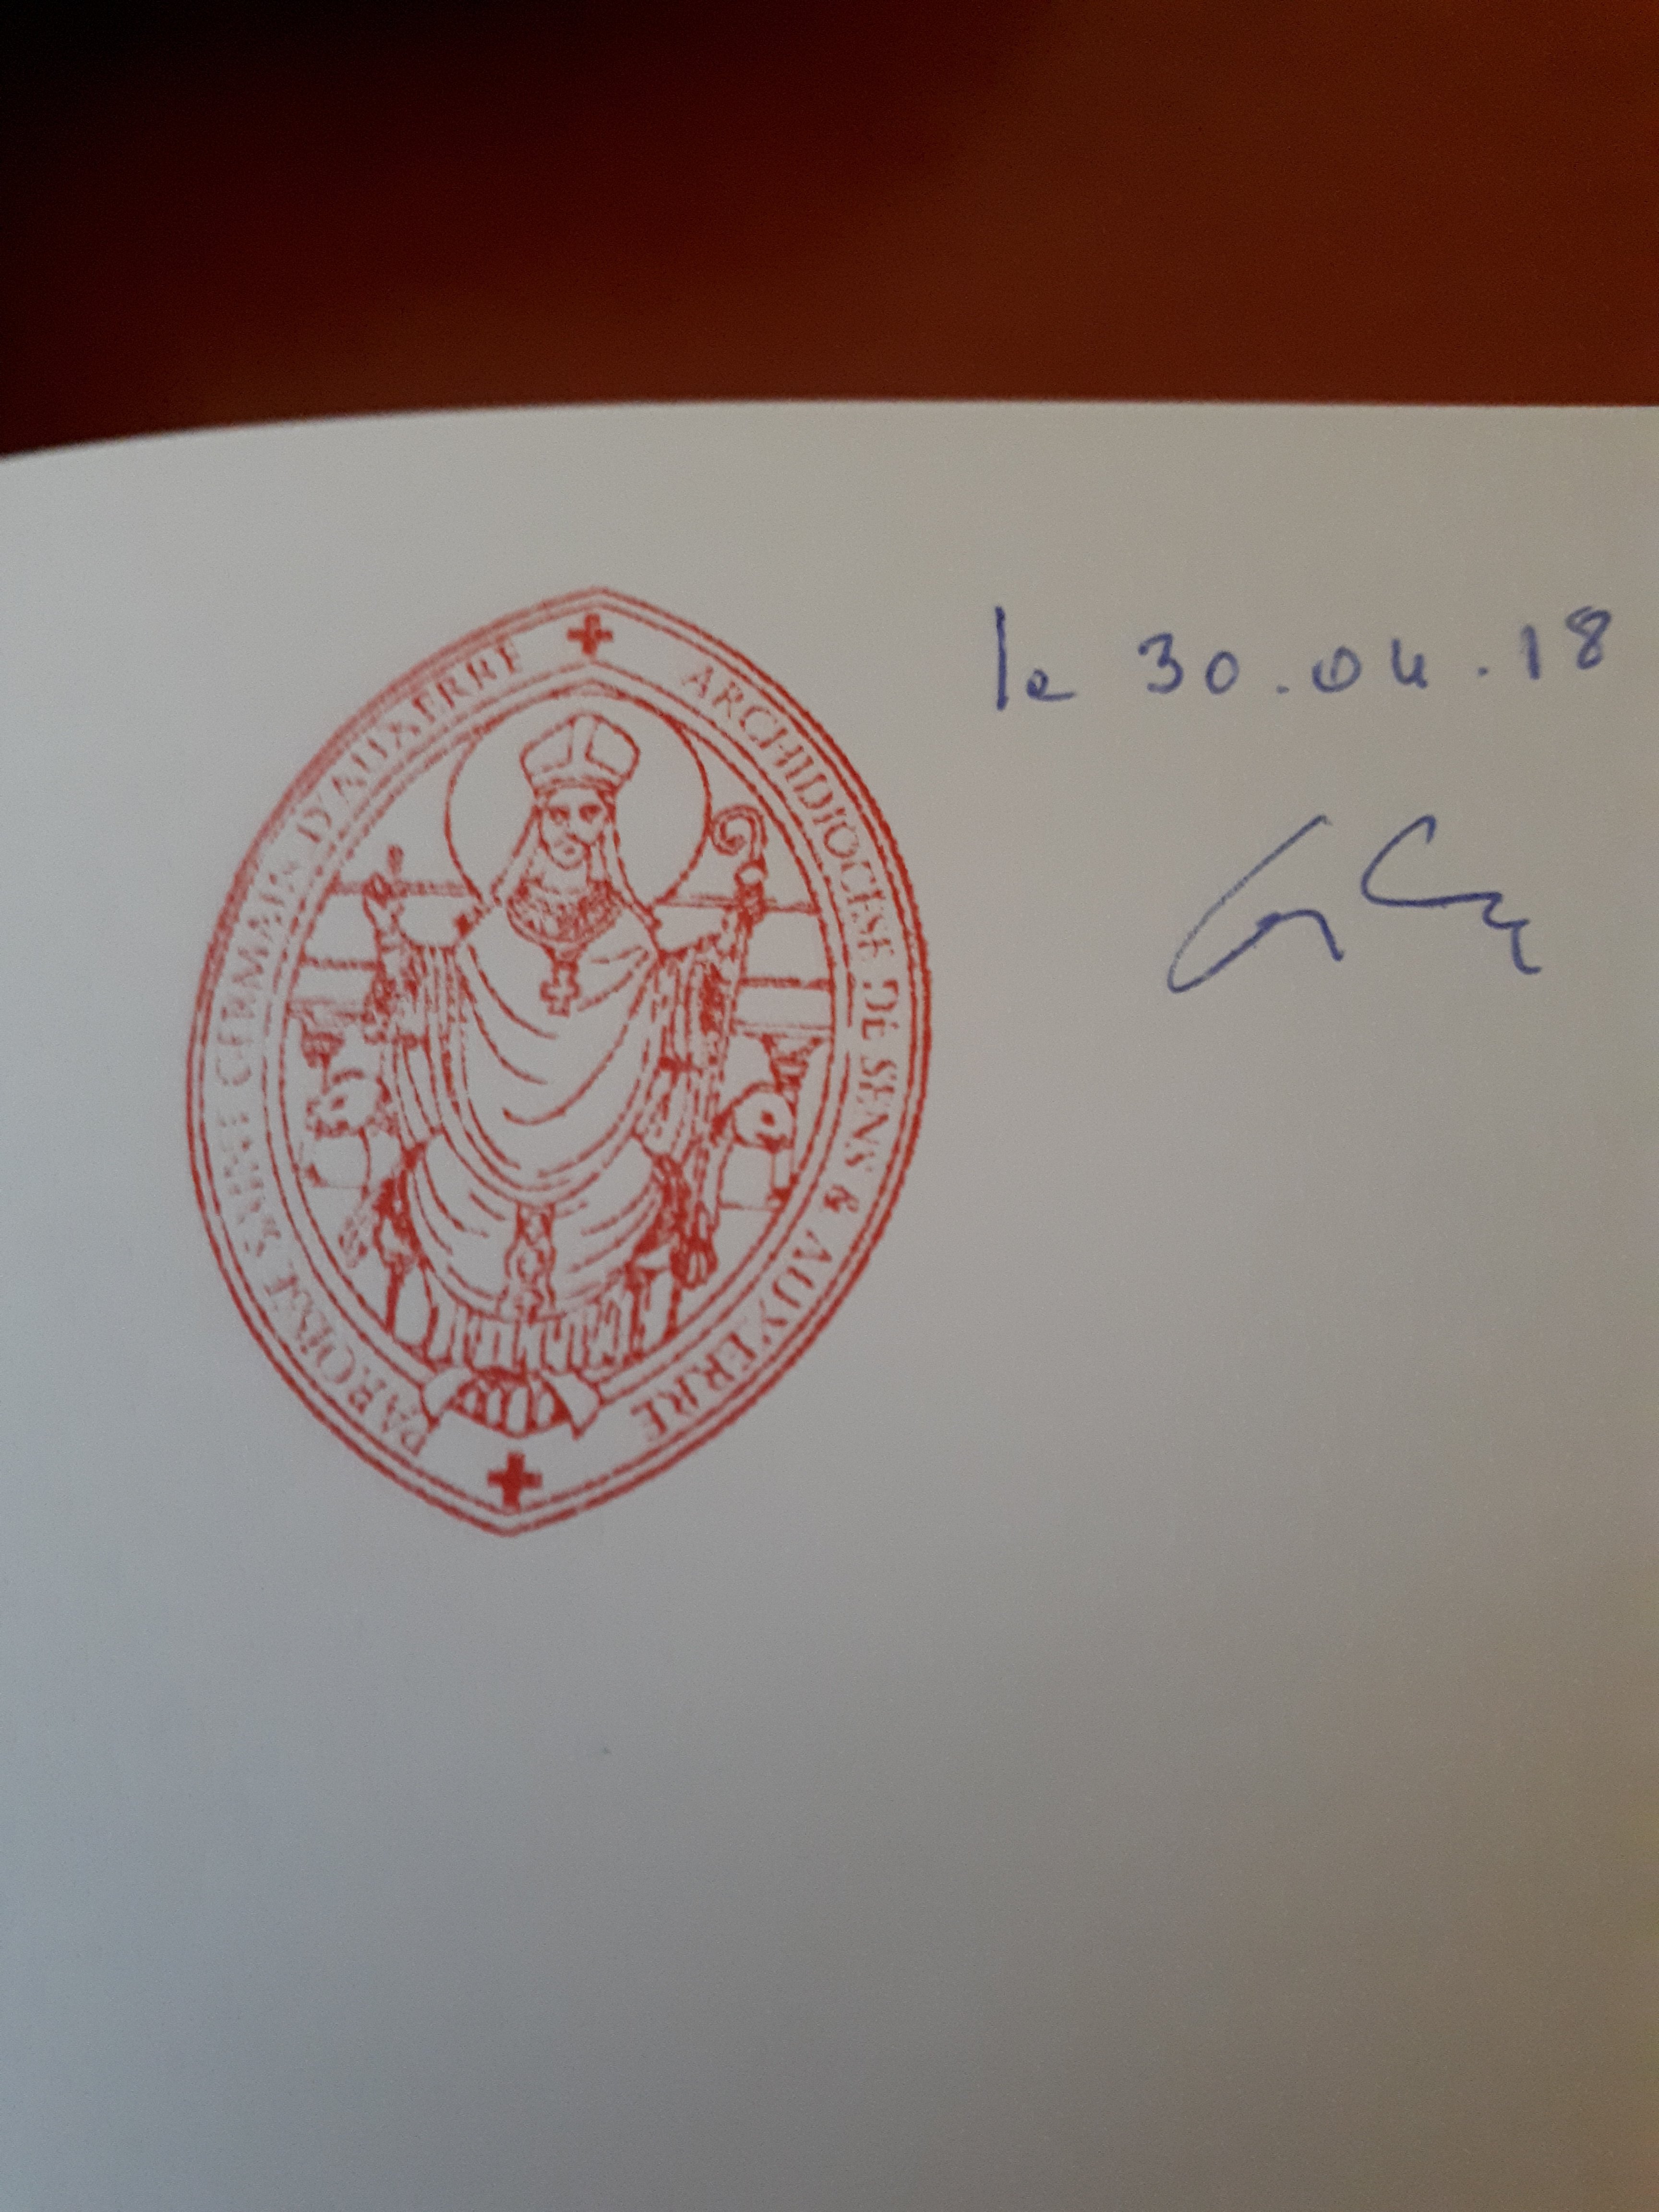 PAROISSE SAINT GERMAIN D'AUXERRE
ARCHIDIOCESE DE SENS & AUXERRE
le 30.04.18